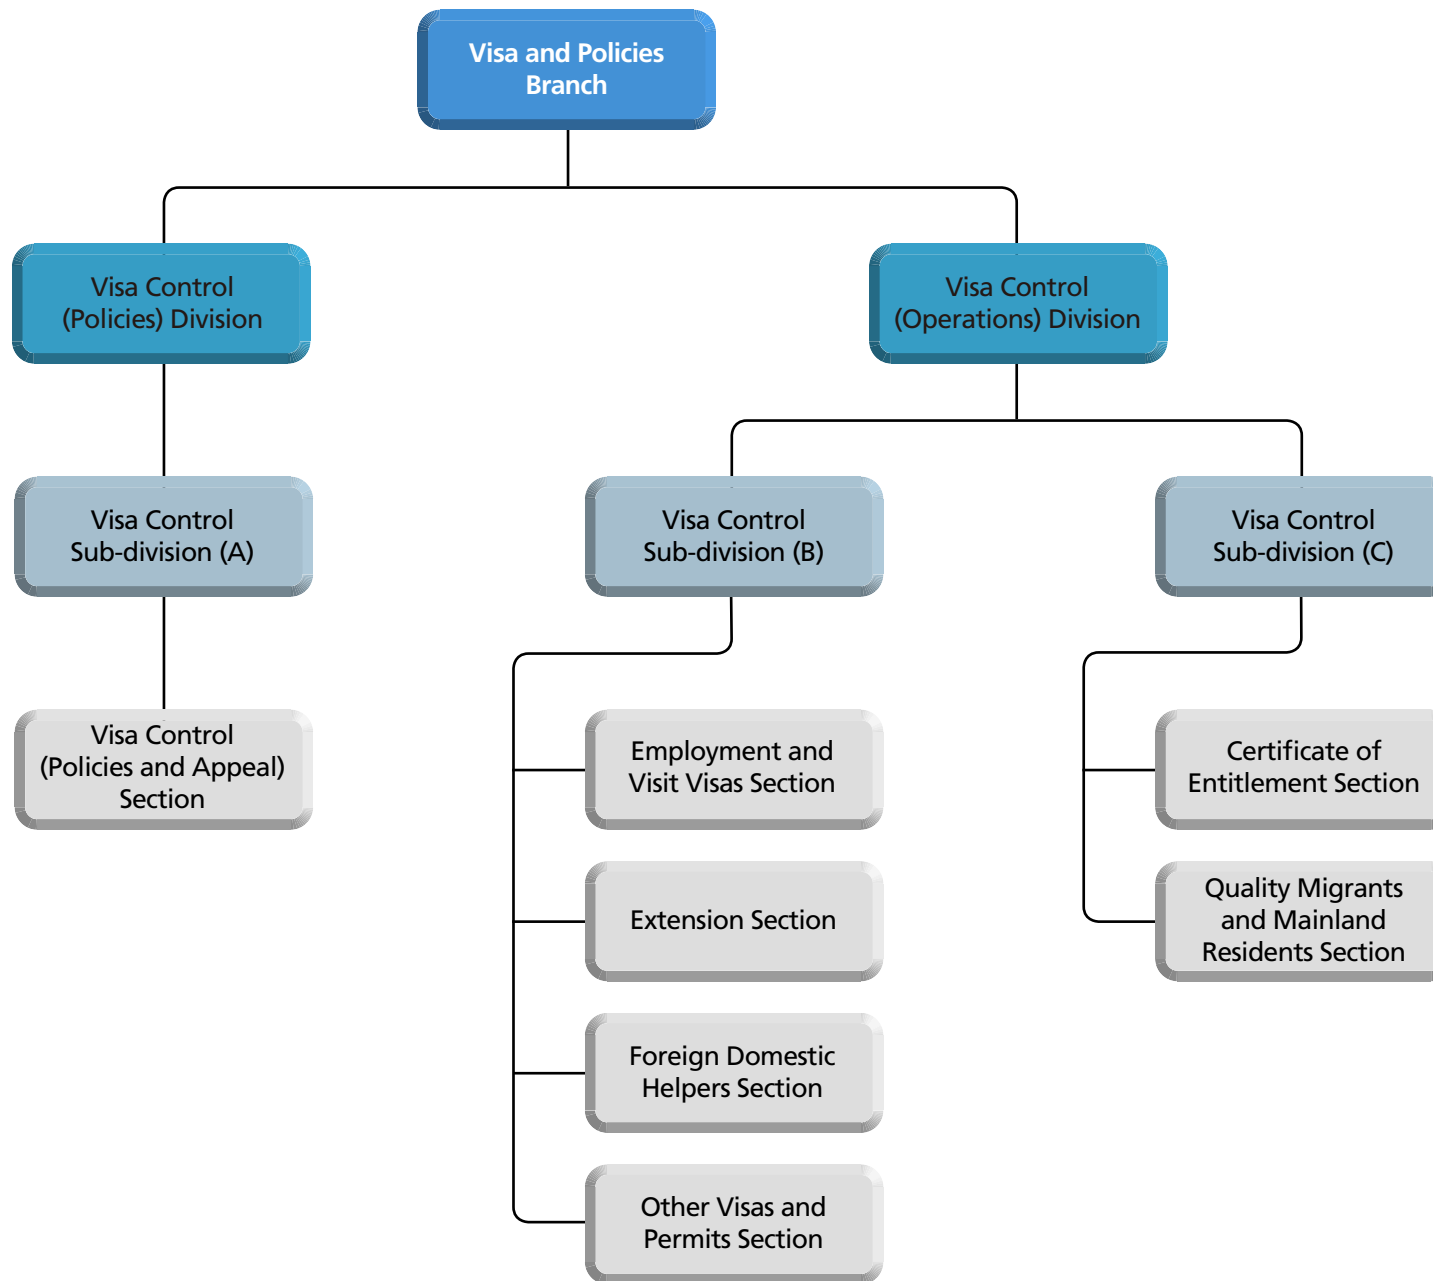 Visa and Policies
Branch
Visa Control
(Policies) Division
Visa Control
(Operations) Division
Visa Control
Sub-division (A)
Visa Control
Sub-division (B)
Visa Control
Sub-division (C)
Visa Control
(Policies and Appeal)
Section
Employment and
Visit Visas Section
Certificate of
Entitlement Section
Extension Section
Quality Migrants
and Mainland
Residents Section
Foreign Domestic
Helpers Section
Other Visas and
Permits Section